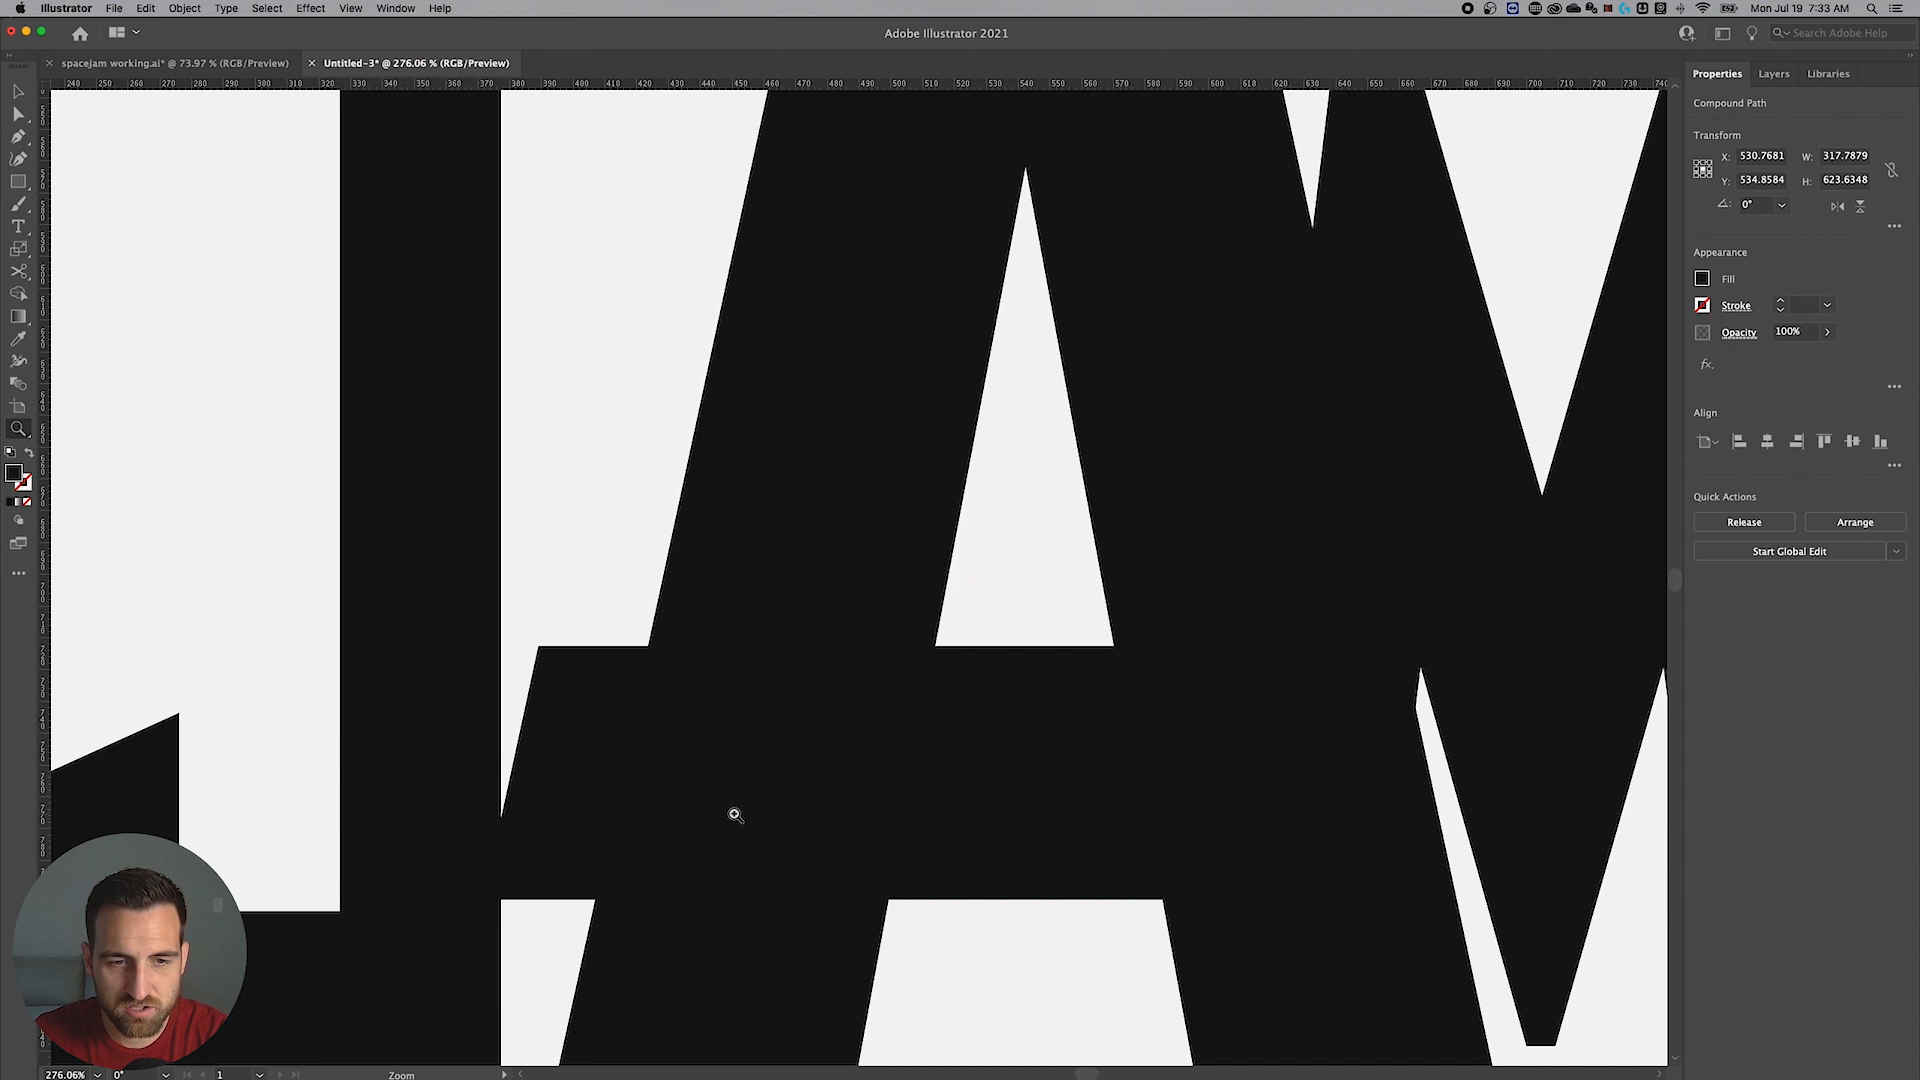 Illustrator File Edit Object Type Select Effect View Window Help
Mon Jul 19 7:33 AM
Adobe Illustrator 2021
Search Adobe Help
spacejam working.ai* @ 73.97 % (RGB/Preview)
Untitled-3* @ 276.06 % (RGB/Preview)
240 250 260 270 280 290 300 310 320 330 340 350 360 370 380 390 400 410 420 430 440 450 460 470 480 490 500 510 520 530 540 550 560 570 580 590 600 610 620 630 640 650 660 670 680 690 700 710 720 730 740
Properties Layers Libraries
Compound Path
Transform
X: 530.7681 W: 317.7879
Y: 534.8584 H: 623.6348
0°
Appearance
Fill
Stroke
Opacity 100%
fx.
Align
Quick Actions
Release Arrange
Start Global Edit
AW
276.06% 0° 1 Zoom